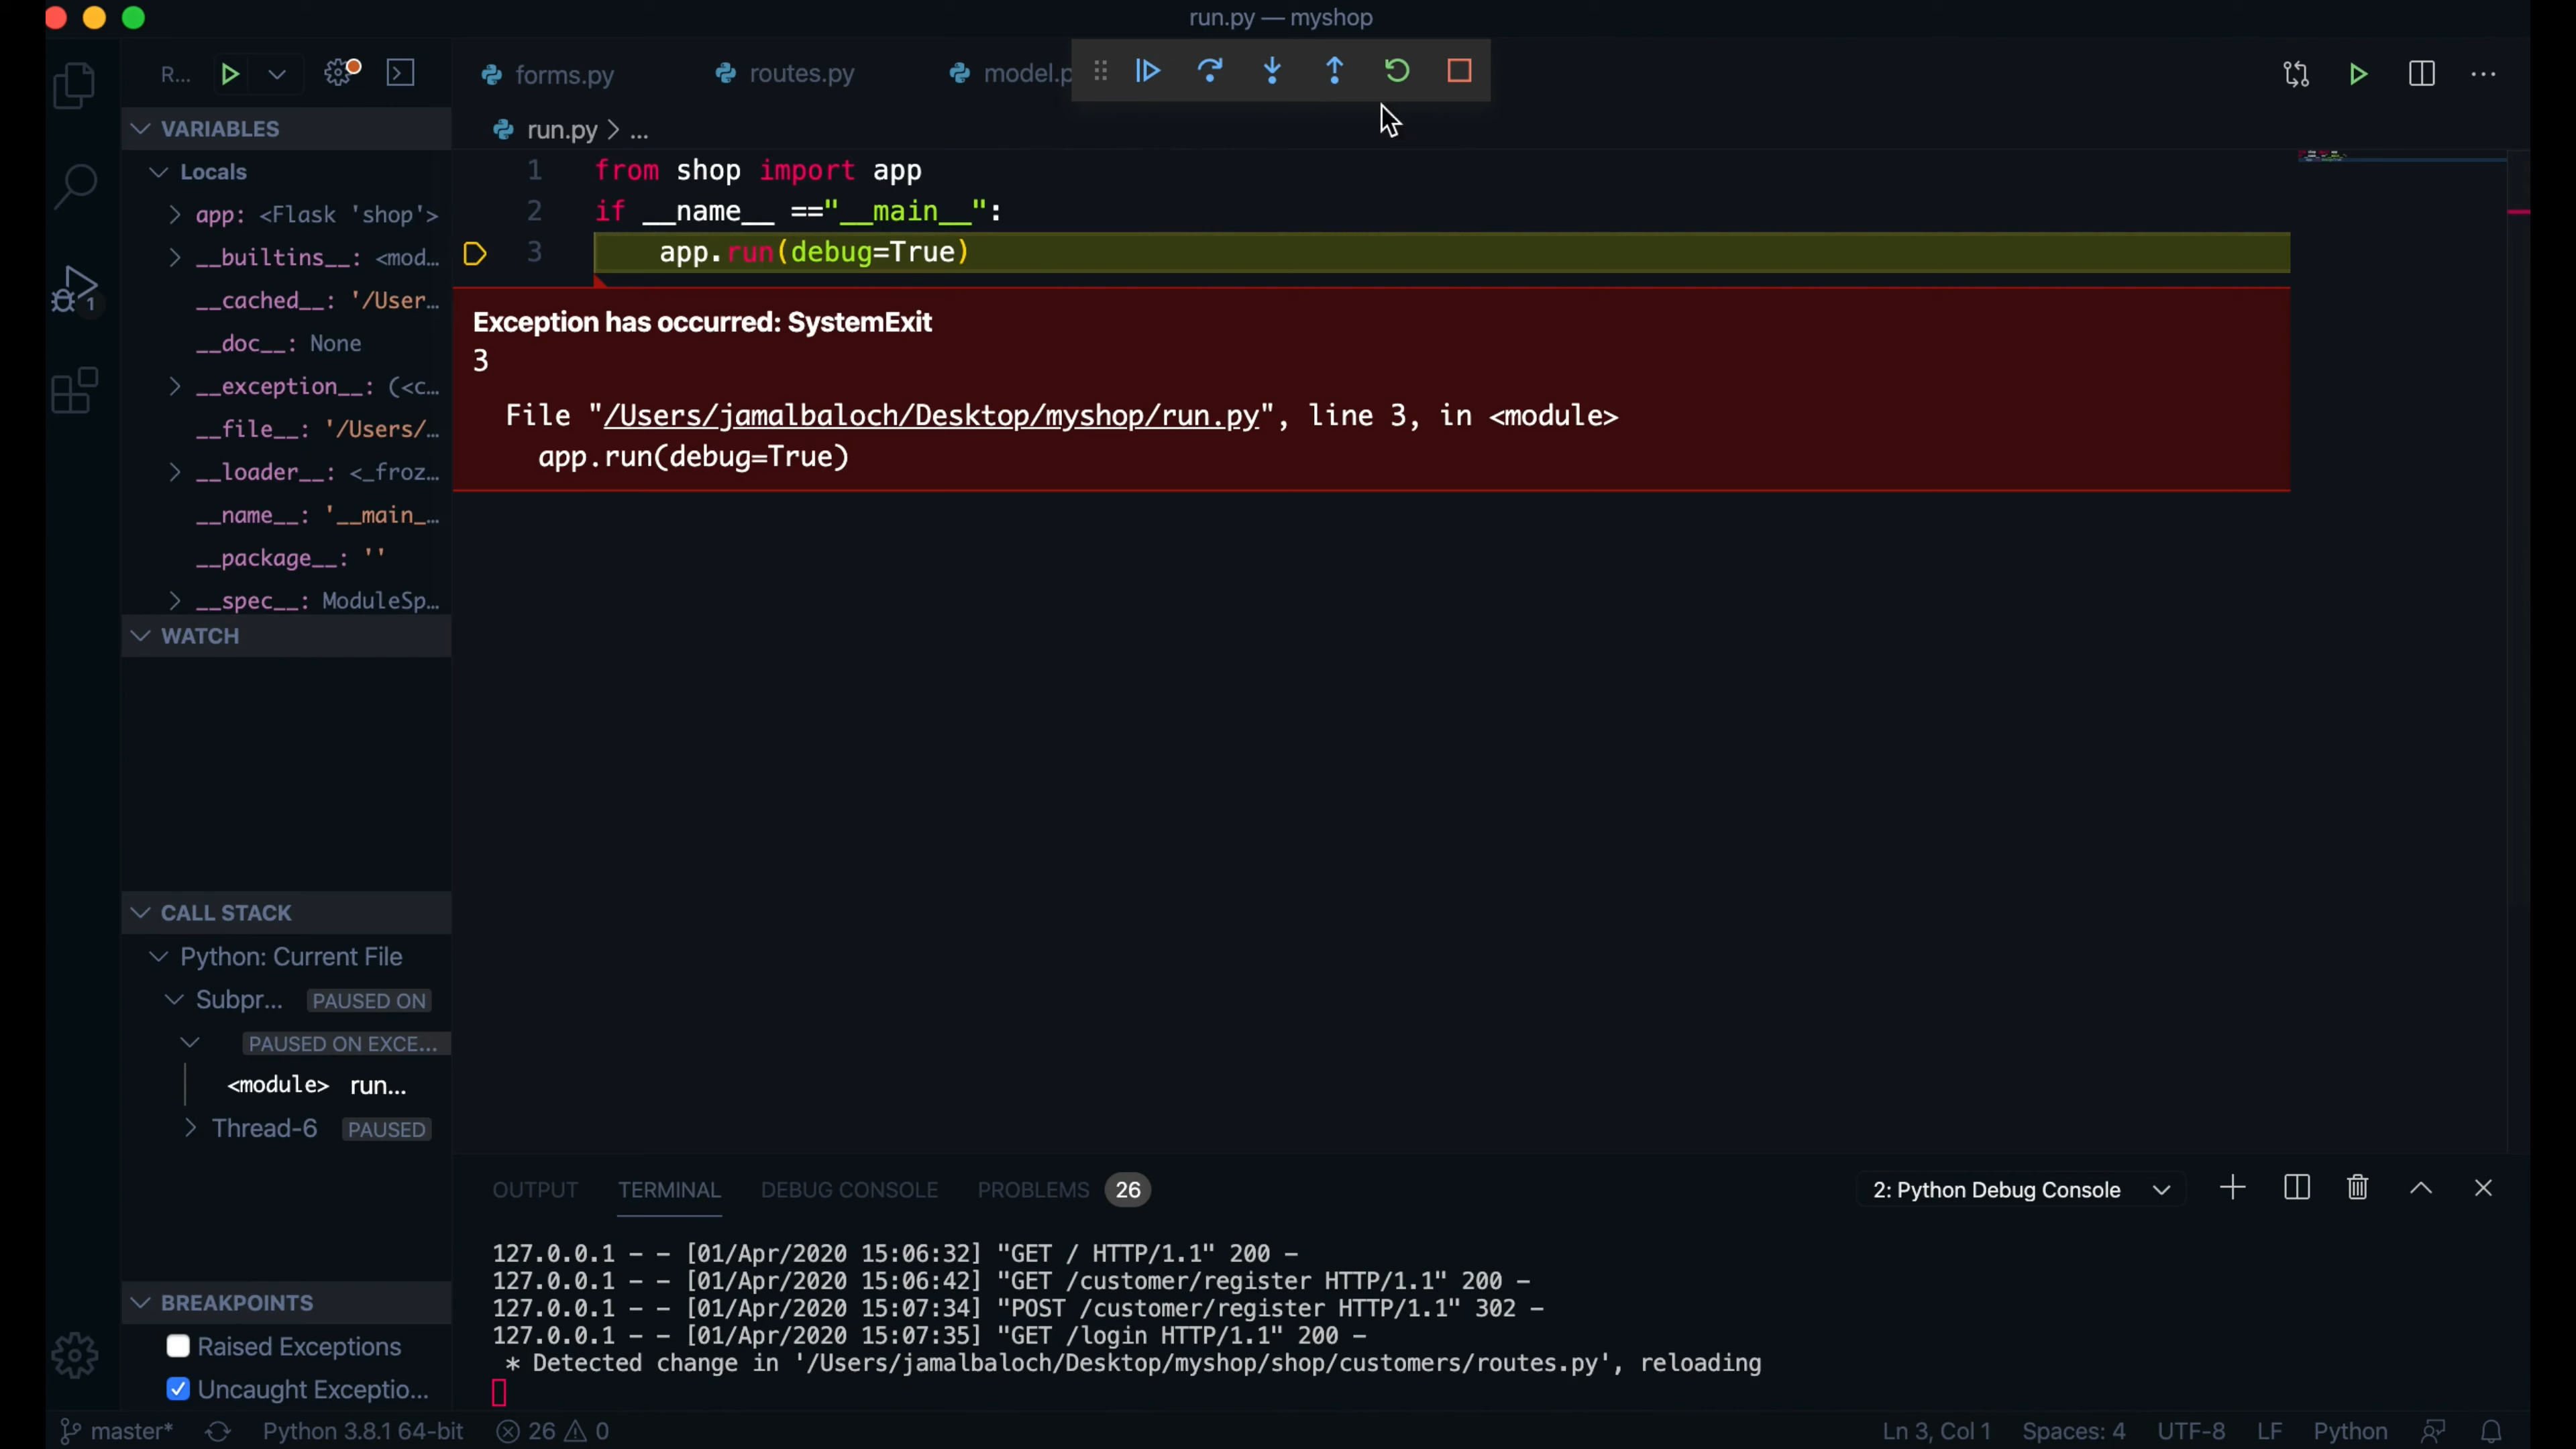 run.py — myshop
R...
forms.py
routes.py
model.p
VARIABLES
run.py > ...
Locals
app: <Flask 'shop'>
__builtins__: <mod...
__cached__: '/User...
__doc__: None
__exception__: (<c...
__file__: '/Users/...
__loader__: <_froz...
__name__: '__main_...
__package__: ''
__spec__: ModuleSp...
1
WATCH
CALL STACK
Python: Current File
Subpr... PAUSED ON
PAUSED ON EXCE...
<module> run...
Thread-6 PAUSED
BREAKPOINTS
Raised Exceptions
Uncaught Exceptio...
1 from shop import app
2 if __name__ =="__main__":
3 app.run(debug=True)
Exception has occurred: SystemExit
3
File "/Users/jamalbaloch/Desktop/myshop/run.py", line 3, in <module>
app.run(debug=True)
OUTPUT TERMINAL DEBUG CONSOLE PROBLEMS 26
2: Python Debug Console
127.0.0.1 - - [01/Apr/2020 15:06:32] "GET / HTTP/1.1" 200 -
127.0.0.1 - - [01/Apr/2020 15:06:42] "GET /customer/register HTTP/1.1" 200 -
127.0.0.1 - - [01/Apr/2020 15:07:34] "POST /customer/register HTTP/1.1" 302 -
127.0.0.1 - - [01/Apr/2020 15:07:35] "GET /login HTTP/1.1" 200 -
* Detected change in '/Users/jamalbaloch/Desktop/myshop/shop/customers/routes.py', reloading
master* Python 3.8.1 64-bit 26 0 Ln 3, Col 1 Spaces: 4 UTF-8 LF Python